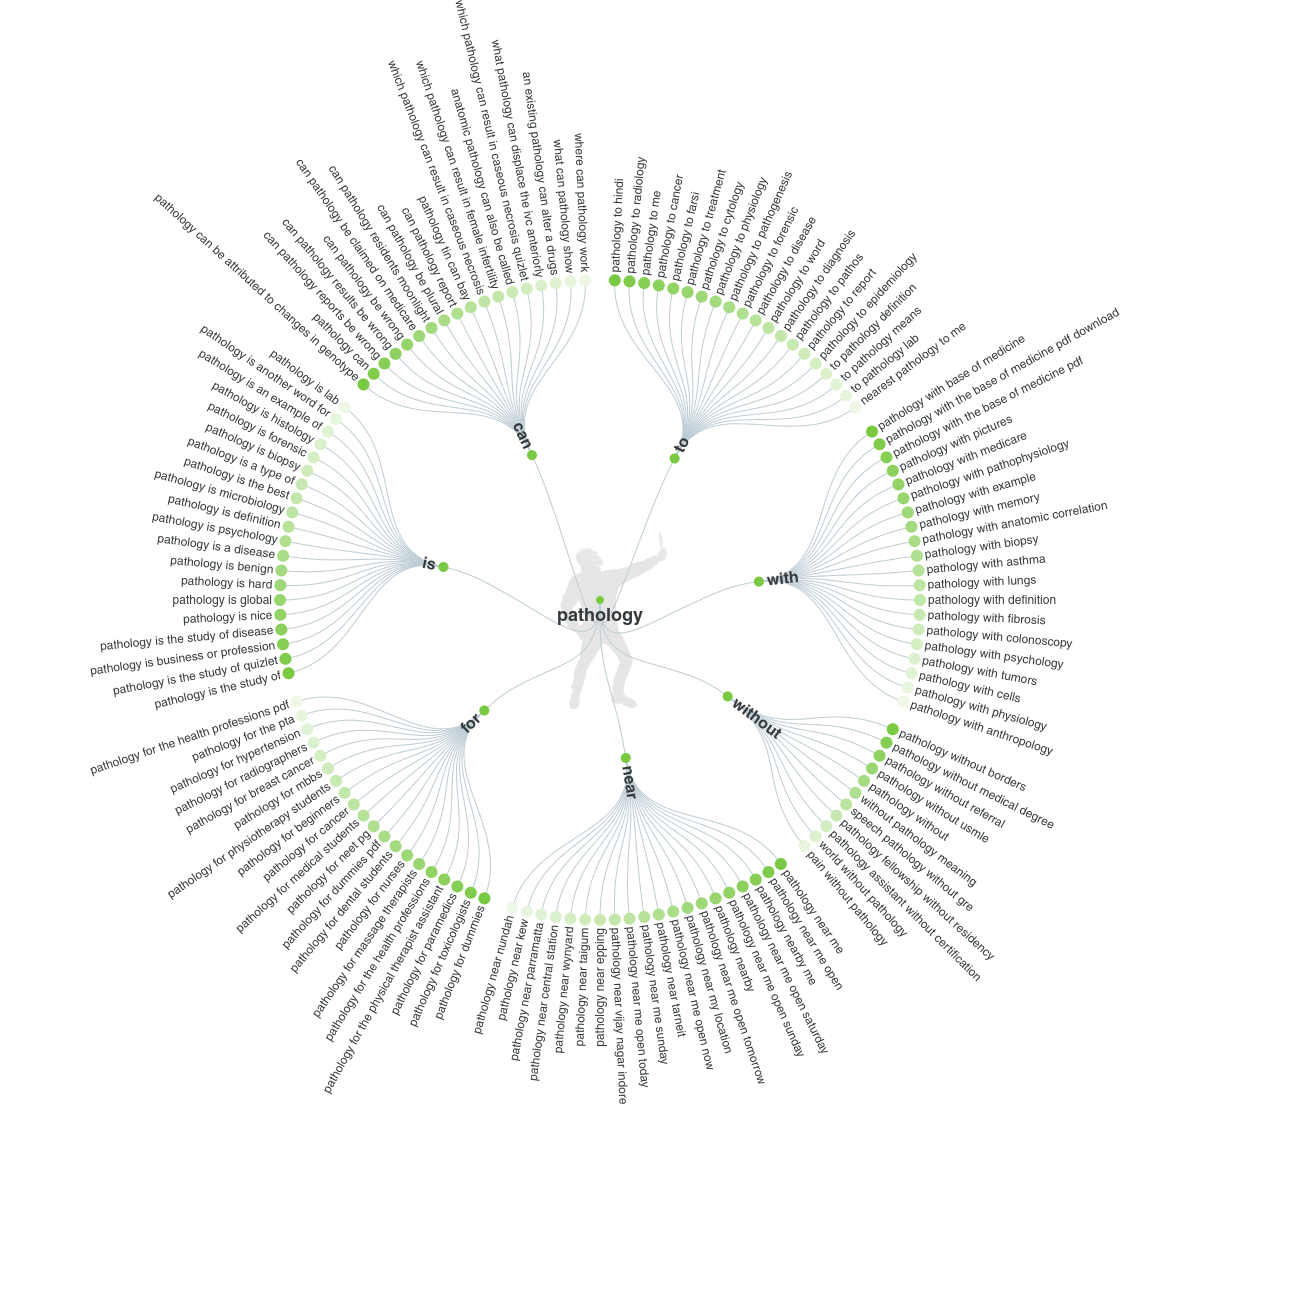 pathology
can
pathology can be attributed to changes in genotype
pathology can
can pathology reports be wrong
can pathology results be wrong
can pathology be wrong
can pathology be claimed on medicare
can pathology residents moonlight
can pathology be plural
can pathology report
pathology tin can bay
which pathology can result in caseous necrosis
which pathology can result in female infertility
anatomic pathology can also be called
which pathology can result in caseous necrosis quizlet
what pathology can displace the ivc anteriorly
an existing pathology can alter a drugs
what can pathology show
where can pathology work
to
pathology to hindi
pathology to radiology
pathology to me
pathology to cancer
pathology to farsi
pathology to treatment
pathology to cytology
pathology to physiology
pathology to pathogenesis
pathology to forensic
pathology to disease
pathology to word
pathology to diagnosis
pathology to pathos
pathology to report
pathology to epidemiology
to pathology definition
to pathology means
to pathology lab
nearest pathology to me
with
pathology with base of medicine
pathology with the base of medicine pdf download
pathology with the base of medicine pdf
pathology with pictures
pathology with medicare
pathology with pathophysiology
pathology with example
pathology with memory
pathology with anatomic correlation
pathology with biopsy
pathology with asthma
pathology with lungs
pathology with definition
pathology with fibrosis
pathology with colonoscopy
pathology with psychology
pathology with tumors
pathology with cells
pathology with physiology
pathology with anthropology
without
pathology without borders
pathology without medical degree
pathology without referral
pathology without usmle
pathology without
without pathology meaning
speech pathology without gre
pathology fellowship without residency
pathology assistant without certification
world without pathology
pain without pathology
near
pathology near me
pathology near me open
pathology nearby me
pathology near me open saturday
pathology near me open sunday
pathology nearby
pathology near me open tomorrow
pathology near my location
pathology near me open now
pathology near tarneit
pathology near me sunday
pathology near me open today
pathology near vijay nagar indore
pathology near epping
pathology near taigum
pathology near wynyard
pathology near central station
pathology near parramatta
pathology near kew
pathology near nundah
for
pathology for dummies
pathology for toxicologists
pathology for paramedics
pathology for the physical therapist assistant
pathology for the health professions
pathology for massage therapists
pathology for nurses
pathology for dental students
pathology for dummies pdf
pathology for neet pg
pathology for medical students
pathology for cancer
pathology for beginners
pathology for physiotherapy students
pathology for mbbs
pathology for breast cancer
pathology for radiographers
pathology for hypertension
pathology for the pta
pathology for the health professions pdf
is
pathology is the study of
pathology is the study of quizlet
pathology is business or profession
pathology is the study of disease
pathology is nice
pathology is global
pathology is hard
pathology is benign
pathology is a disease
pathology is psychology
pathology is definition
pathology is microbiology
pathology is the best
pathology is a type of
pathology is biopsy
pathology is forensic
pathology is histology
pathology is an example of
pathology is another word for
pathology is lab